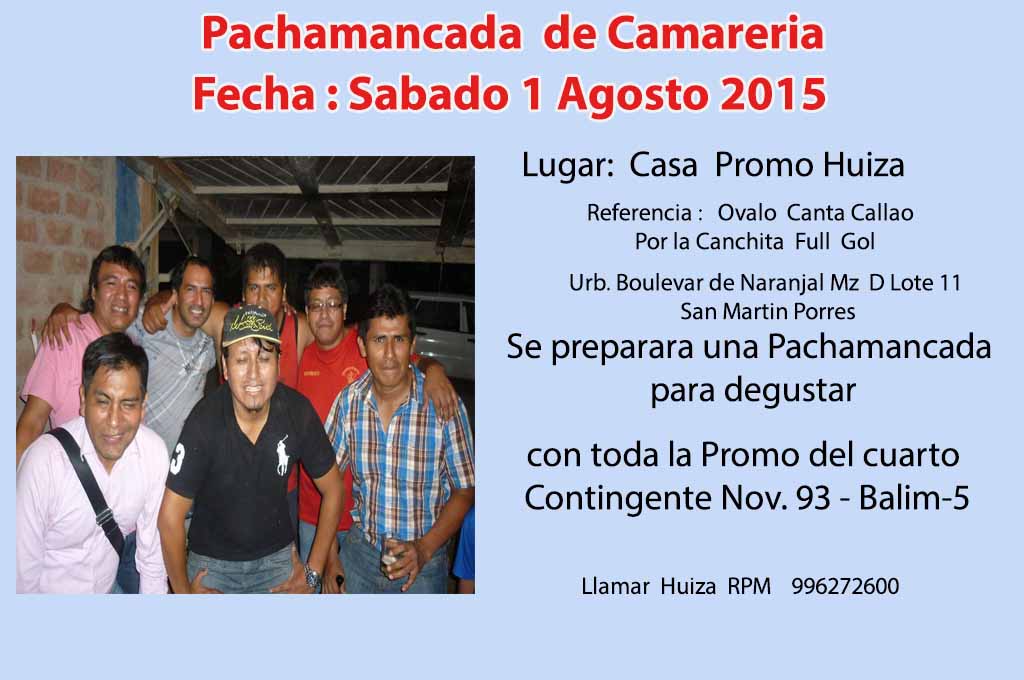 Pachamancada de Camareria
Fecha : Sabado 1 Agosto 2015
Lugar: Casa Promo Huiza
Referencia : Ovalo Canta Callao
Por la Canchita Full Gol
Urb. Boulevar de Naranjal Mz D Lote 11
San Martin Porres
Se preparara una Pachamancada
para degustar
con toda la Promo del cuarto
Contingente Nov. 93 - Balim-5
Llamar Huiza RPM 996272600
3